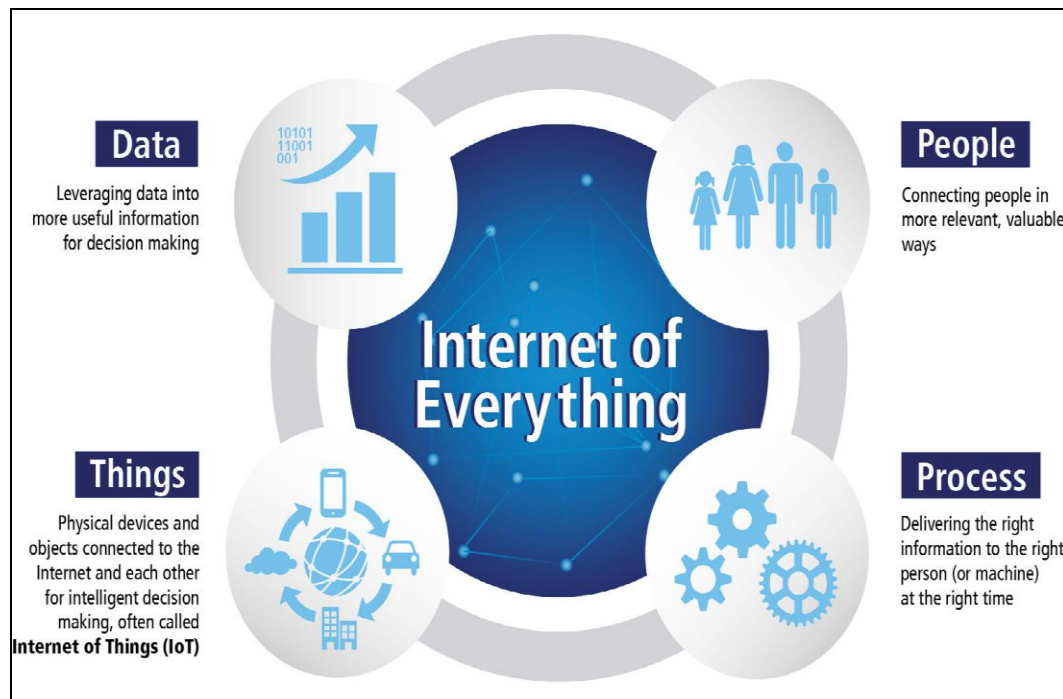 Data
Leveraging data into
more useful information
for decision making
10101
11001
001
People
Connecting people in
more relevant, valuable
ways
Internet of
Everything
Things
Physical devices and
objects connected to the
Internet and each other
for intelligent decision
making, often called
Internet of Things (IoT)
Process
Delivering the right
information to the right
person (or machine)
at the right time